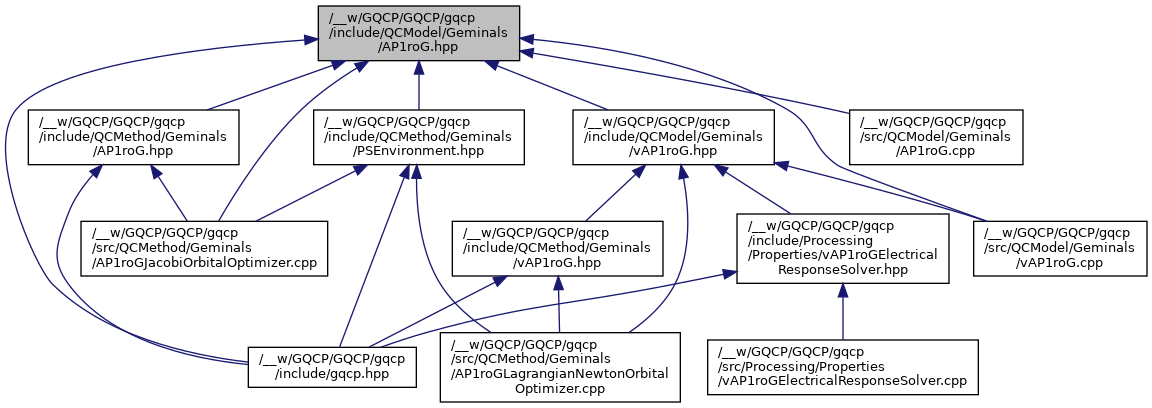 /__w/GQCP/GQCP/gqcp
/include/QCModel/Geminals
/AP1roG.hpp
/__w/GQCP/GQCP/gqcp
/include/QCMethod/Geminals
/AP1roG.hpp
/__w/GQCP/GQCP/gqcp
/include/QCMethod/Geminals
/PSEnvironment.hpp
/__w/GQCP/GQCP/gqcp
/include/QCModel/Geminals
/vAP1roG.hpp
/__w/GQCP/GQCP/gqcp
/src/QCModel/Geminals
/AP1roG.cpp
/__w/GQCP/GQCP/gqcp
/src/QCMethod/Geminals
/AP1roGJacobiOrbitalOptimizer.cpp
/__w/GQCP/GQCP/gqcp
/include/QCMethod/Geminals
/vAP1roG.hpp
/__w/GQCP/GQCP/gqcp
/include/Processing
/Properties/vAP1roGElectrical
ResponseSolver.hpp
/__w/GQCP/GQCP/gqcp
/src/QCModel/Geminals
/vAP1roG.cpp
/__w/GQCP/GQCP/gqcp
/include/gqcp.hpp
/__w/GQCP/GQCP/gqcp
/src/QCMethod/Geminals
/AP1roGLagrangianNewtonOrbital
Optimizer.cpp
/__w/GQCP/GQCP/gqcp
/src/Processing/Properties
/vAP1roGElectricalResponseSolver.cpp